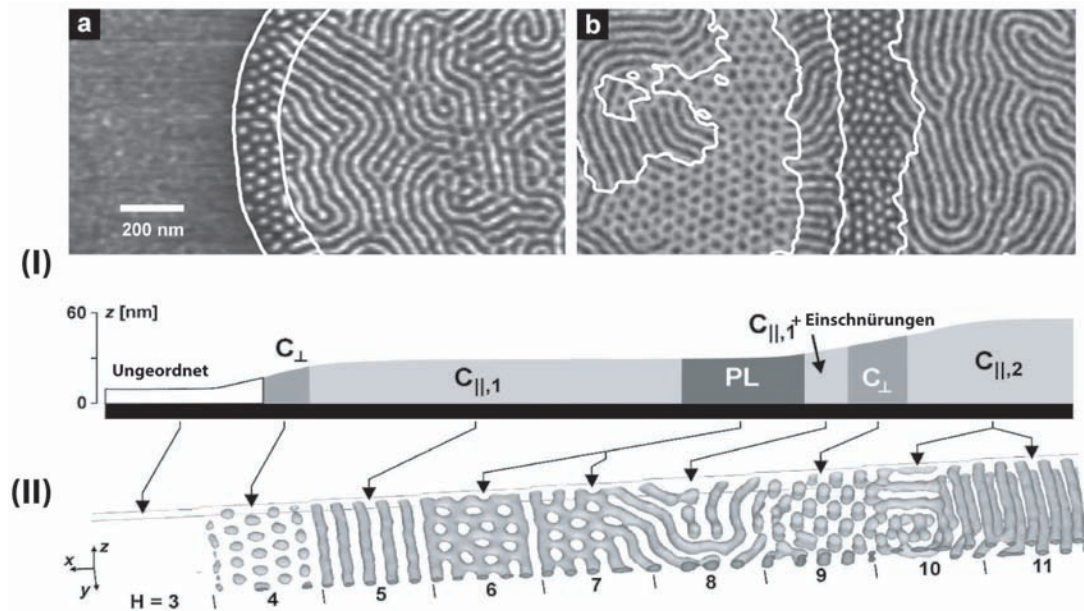 a
b
200 nm
(I)
60
z [nm]
0
Ungeordnet
C⊥
C||,1
PL
C||,1 + Einschnürungen
C⊥
C||,2
(II)
x
z
y
H = 3
4
5
6
7
8
9
10
11